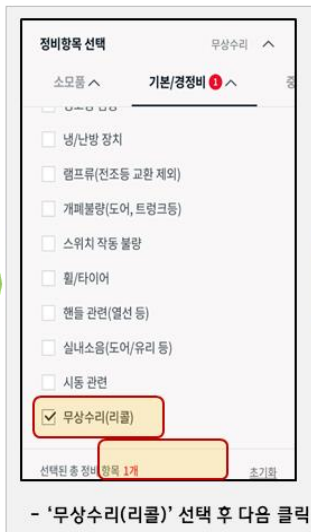 정비항목 선택 무상수리
소모품 기본/경정비 1
냉/난방 장치
램프류(전조등 교환 제외)
개폐불량(도어, 트렁크등)
스위치 작동 불량
휠/타이어
핸들 관련(열선 등)
실내소음(도어/유리 등)
시동 관련
무상수리(리콜)
선택된 총 정비 항목 1개 초기화
- ‘무상수리(리콜)’ 선택 후 다음 클릭